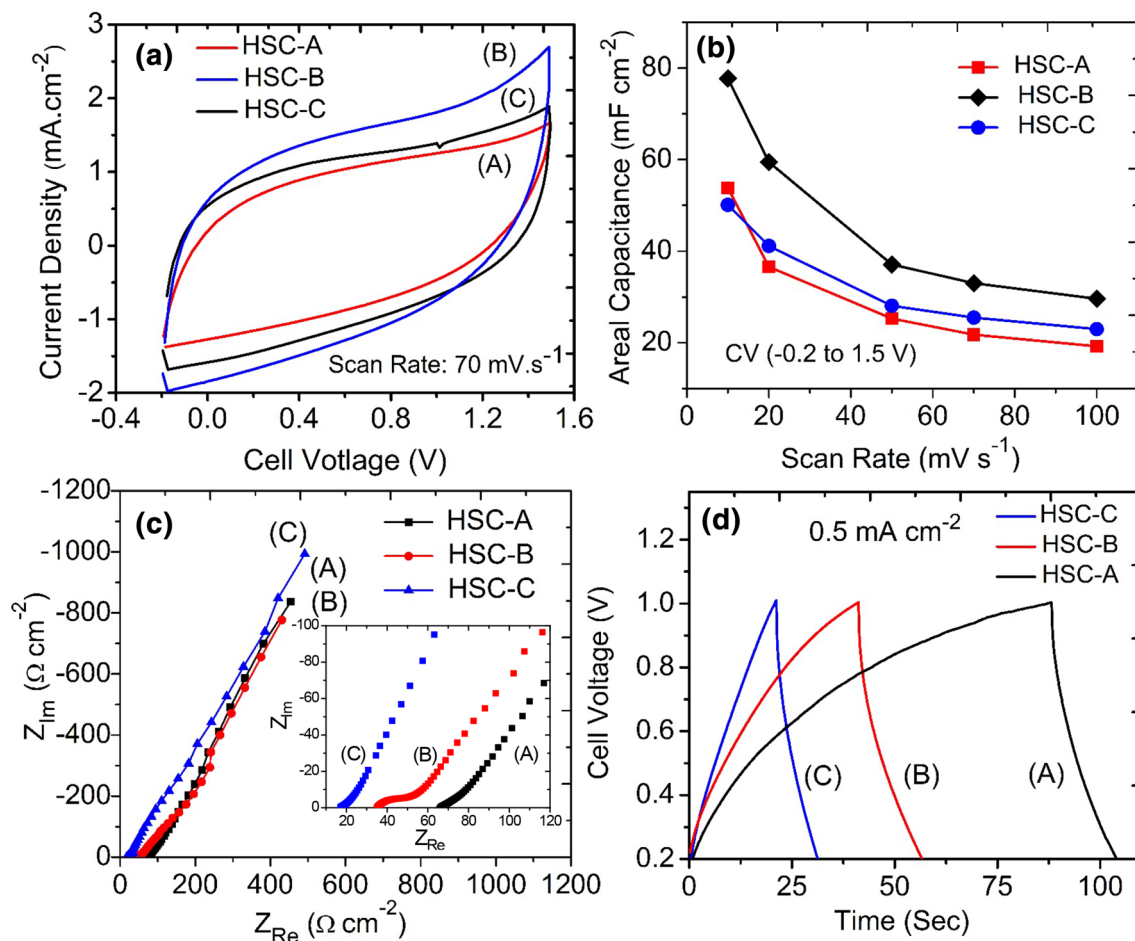 (a)
HSC-A
HSC-B
HSC-C
(B)
(C)
(A)
Scan Rate: 70 mV.s⁻¹
Current Density (mA.cm⁻²)
3
2
1
0
-1
-2
0.0 0.4 0.8 1.2 1.6
Cell Votlage (V)
(b)
HSC-A
HSC-B
HSC-C
CV (-0.2 to 1.5 V)
Areal Capacitance (mF cm⁻²)
80
60
40
20
0 20 40 60 80 100
Scan Rate (mV s⁻¹)
(c)
HSC-A
HSC-B
HSC-C
(C)
(A)
(B)
Z_Im (Ω cm⁻²)
-1200
-1000
-800
-600
-400
-200
0
0 200 400 600 800 1000 1200
Z_Re (Ω cm⁻²)
Z_Im
-100
-80
-60
-40
-20
0
(C)
(B)
(A)
20 40 60 80 100 120
Z_Re
(d)
0.5 mA cm⁻²
HSC-C
HSC-B
HSC-A
(C)
(B)
(A)
Cell Voltage (V)
1.2
1.0
0.8
0.6
0.4
0.2
0 25 50 75 100
Time (Sec)